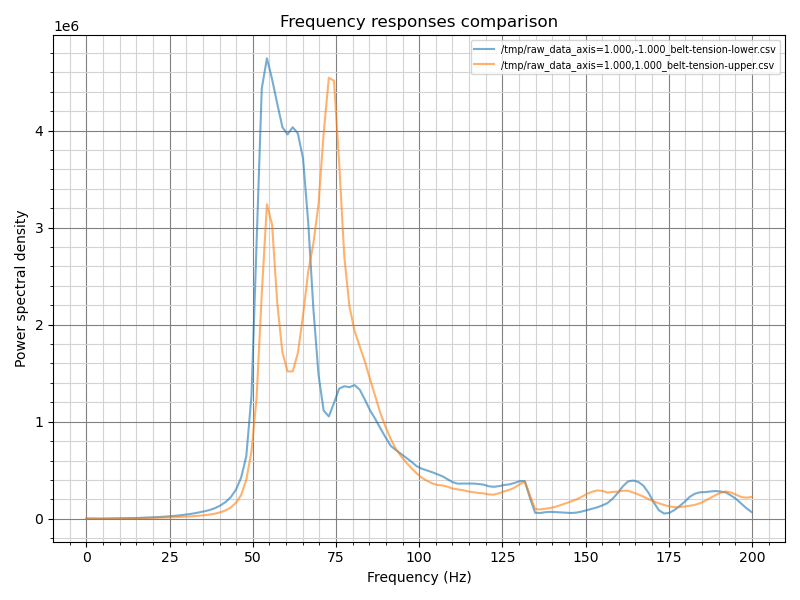 Frequency responses comparison
1e6
/tmp/raw_data_axis=1.000,-1.000_belt-tension-lower.csv
/tmp/raw_data_axis=1.000,1.000_belt-tension-upper.csv
4
3
2
1
0
Power spectral density
0 25 50 75 100 125 150 175 200
Frequency (Hz)